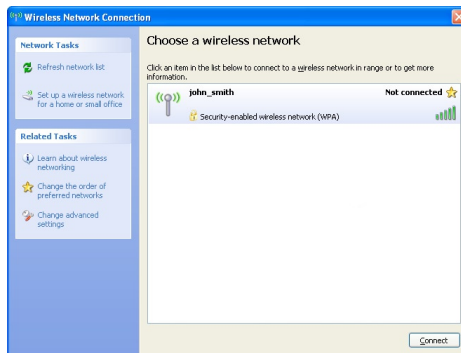 Wireless Network Connection
Network Tasks
Refresh network list
Set up a wireless network
for a home or small office
Related Tasks
Learn about wireless
networking
Change the order of
preferred networks
Change advanced
settings
Choose a wireless network
Click an item in the list below to connect to a wireless network in range or to get more
information.
john_smith
Not connected
Security-enabled wireless network (WPA)
Connect